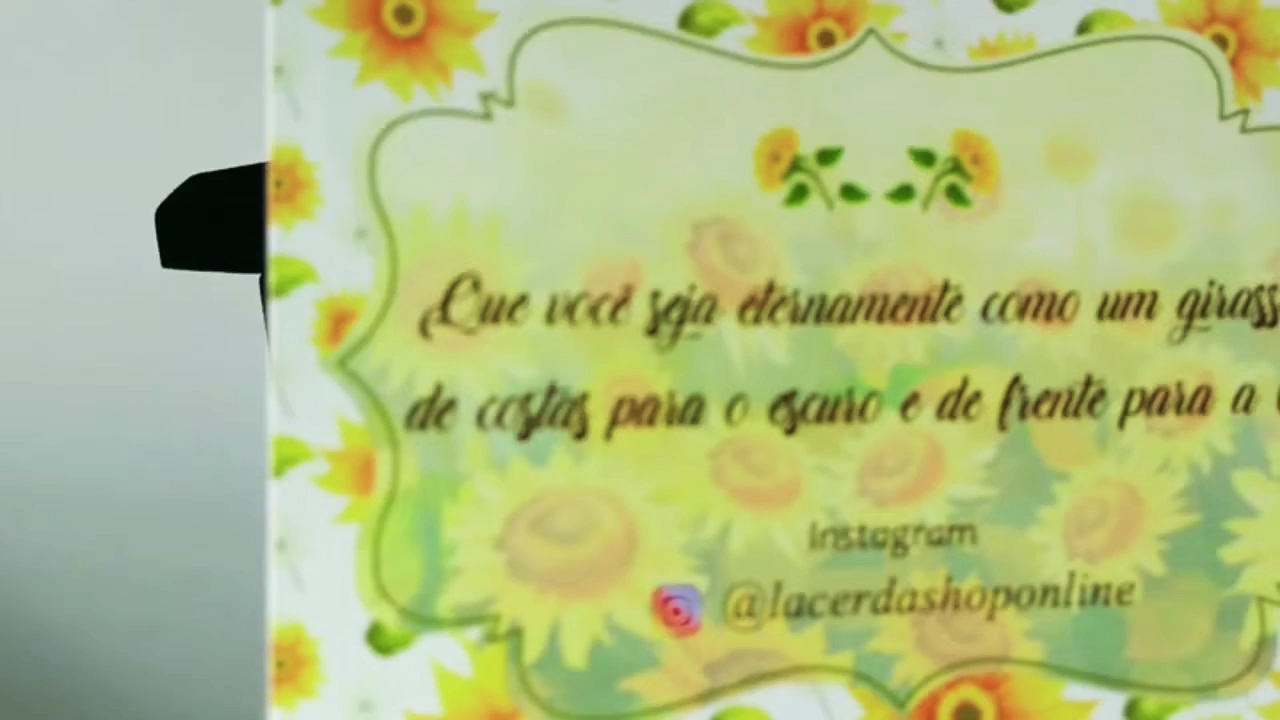 Que você seja eternamente como um girass
de costas para o escuro e de frente para a
Instagram
@lacerdashoponline